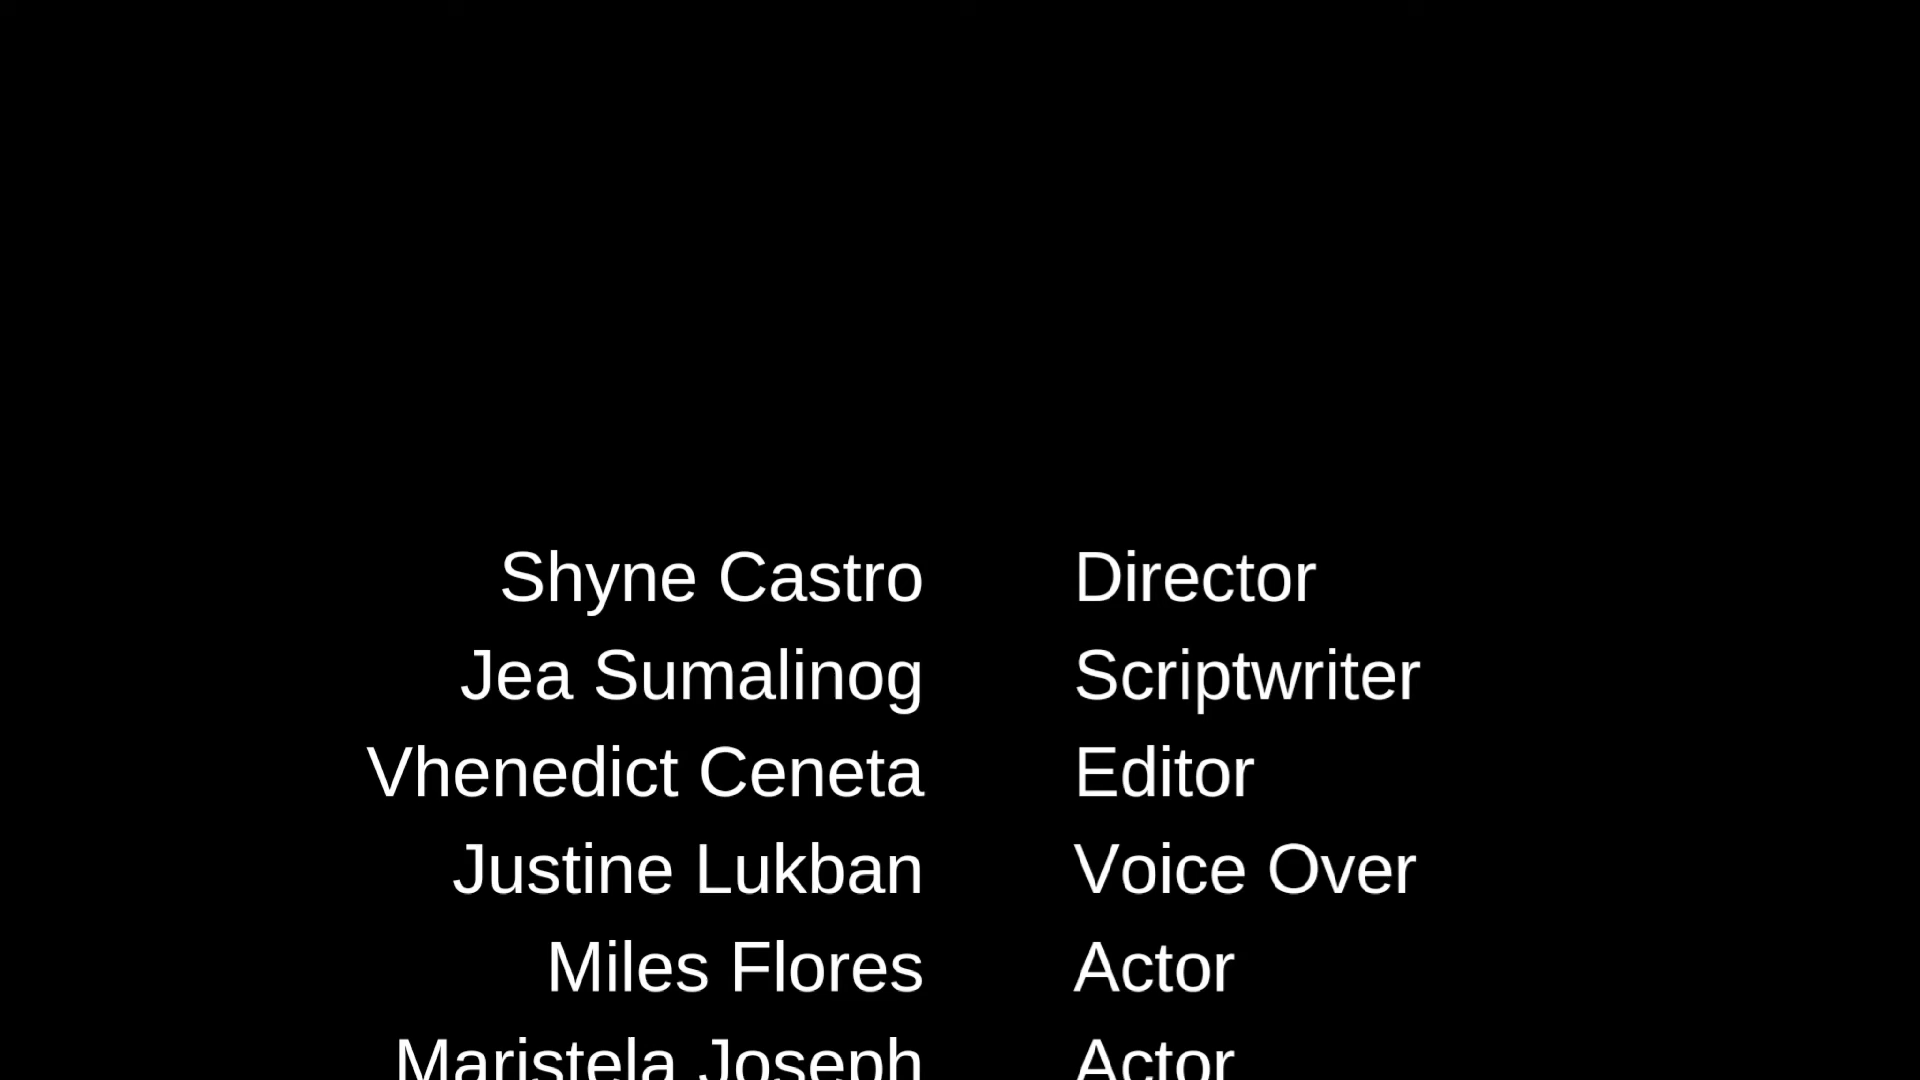 Shyne Castro Director
Jea Sumalinog Scriptwriter
Vhenedict Ceneta Editor
Justine Lukban Voice Over
Miles Flores Actor
Maristela Joseph Actor